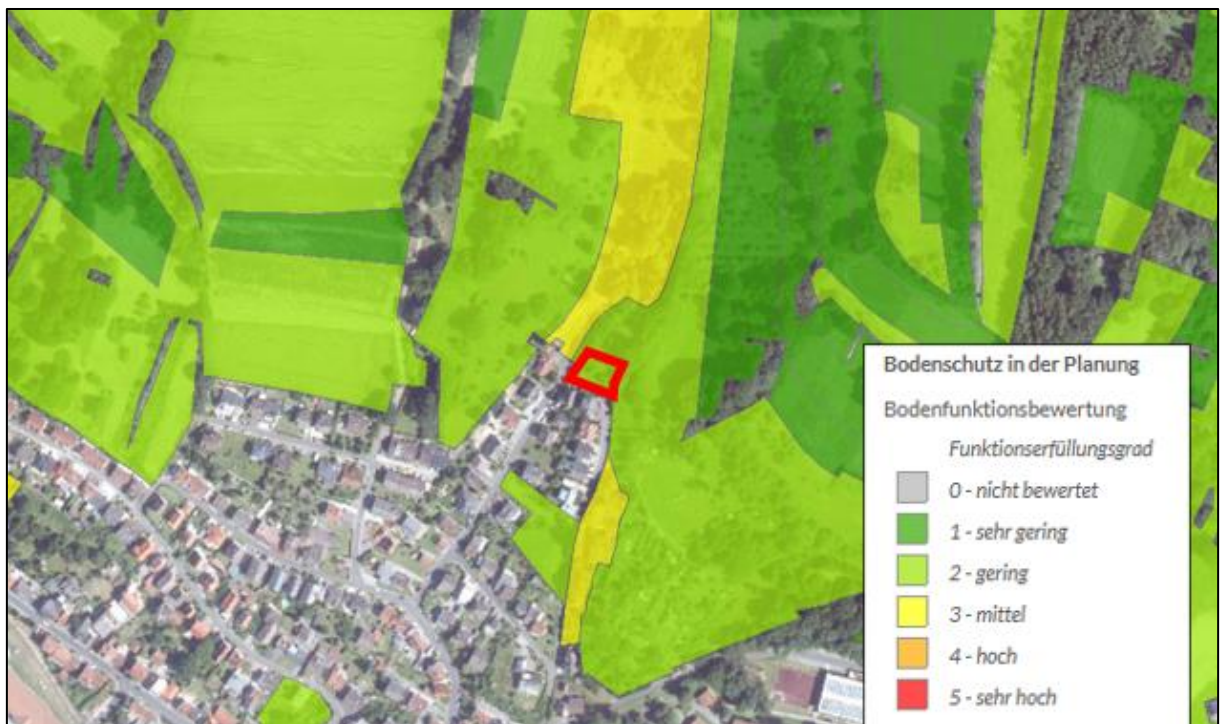 Bodenschutz in der Planung
Bodenfunktionsbewertung
Funktionserfüllungsgrad
0 - nicht bewertet
1 - sehr gering
2 - gering
3 - mittel
4 - hoch
5 - sehr hoch